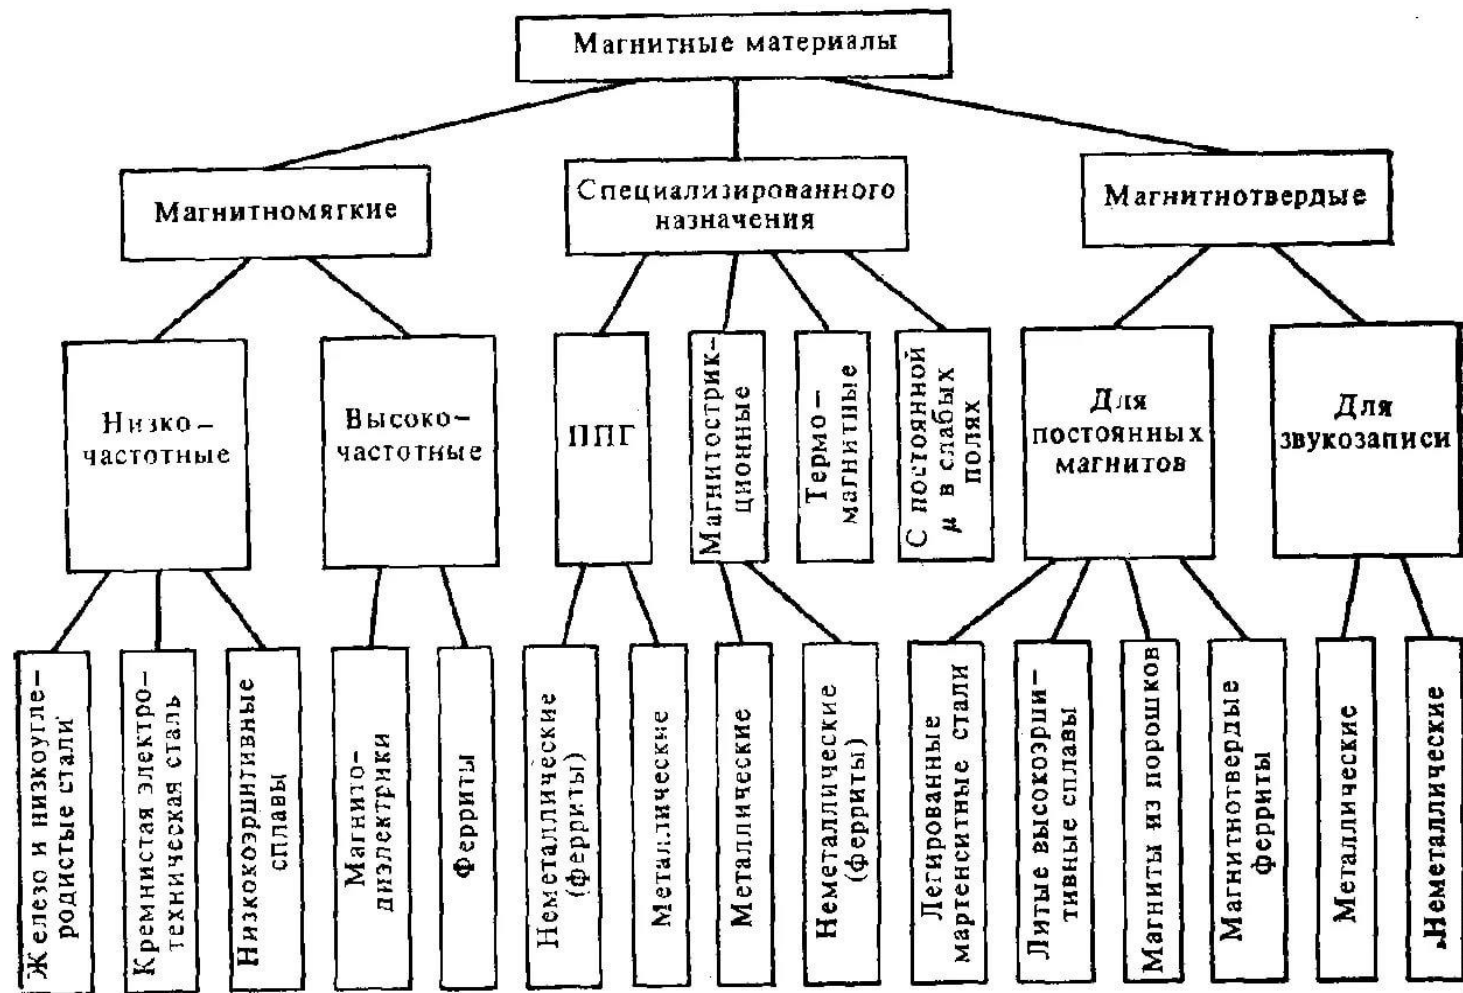 Магнитные материалы
Магнитномягкие
Специализированного
назначения
Магнитнотвердые
Низко—
частотные
Высоко—
частотные
ППГ
Магнитострик—
ционные
Термо—
магнитные
С постоянной
μ в слабых
полях
Для
постоянных
магнитов
Для
звукозаписи
Железо и низкоугле—
родистые стали
Кремнистая электро—
техническая сталь
Низкокоэрцитивные
сплавы
Магнито—
диэлектрики
Ферриты
Неметаллические
(ферриты)
Металлические
Металлические
Неметаллические
(ферриты)
Легированные
мартенситные стали
Литые высокоэрци—
тивные сплавы
Магниты из порошков
Магнитнотвердые
ферриты
Металлические
Неметаллические